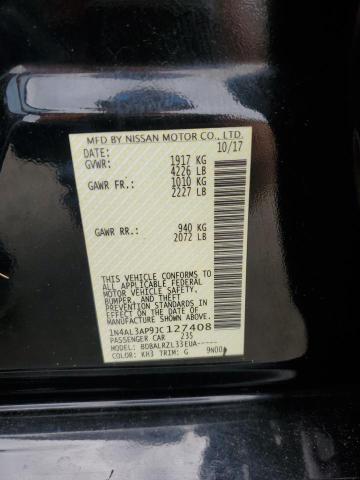 MFD BY NISSAN MOTOR CO., LTD.
DATE: 10/17
GVWR: 1917 KG
4226 LB
GAWR FR.: 1010 KG
2227 LB
GAWR RR.: 940 KG
2072 LB
THIS VEHICLE CONFORMS TO
ALL APPLICABLE FEDERAL
MOTOR VEHICLE SAFETY,
BUMPER, AND THEFT
PREVENTION STANDARDS IN
EFFECT ON THE DATE OF
MANUFACTURE SHOWN ABOVE.
1N4AL3AP9JC127408
PASSENGER CAR 235
MODEL: BDBALRZL33EUA-----
COLOR: KH3 TRIM: G